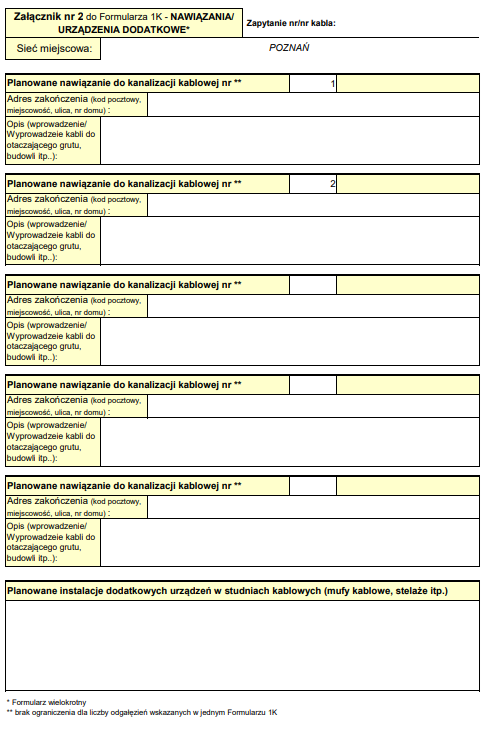 Załącznik nr 2 do Formularza 1K - NAWIĄZANIA/
URZĄDZENIA DODATKOWE*
Zapytanie nr/nr kabla:
Sieć miejscowa:
POZNAŃ
Planowane nawiązanie do kanalizacji kablowej nr ** 1
Adres zakończenia (kod pocztowy,
miejscowość, ulica, nr domu) :
Opis (wprowadzenie/
Wyprowadzeie kabli do
otaczającego grutu,
budowli itp..):
Planowane nawiązanie do kanalizacji kablowej nr ** 2
Adres zakończenia (kod pocztowy,
miejscowość, ulica, nr domu) :
Opis (wprowadzenie/
Wyprowadzeie kabli do
otaczającego grutu,
budowli itp..):
Planowane nawiązanie do kanalizacji kablowej nr **
Adres zakończenia (kod pocztowy,
miejscowość, ulica, nr domu) :
Opis (wprowadzenie/
Wyprowadzeie kabli do
otaczającego grutu,
budowli itp..):
Planowane nawiązanie do kanalizacji kablowej nr **
Adres zakończenia (kod pocztowy,
miejscowość, ulica, nr domu) :
Opis (wprowadzenie/
Wyprowadzeie kabli do
otaczającego grutu,
budowli itp..):
Planowane nawiązanie do kanalizacji kablowej nr **
Adres zakończenia (kod pocztowy,
miejscowość, ulica, nr domu) :
Opis (wprowadzenie/
Wyprowadzeie kabli do
otaczającego grutu,
budowli itp..):
Planowane instalacje dodatkowych urządzeń w studniach kablowych (mufy kablowe, stelaże itp.)
* Formularz wielokrotny
** brak ograniczenia dla liczby odgałęzień wskazanych w jednym Formularzu 1K